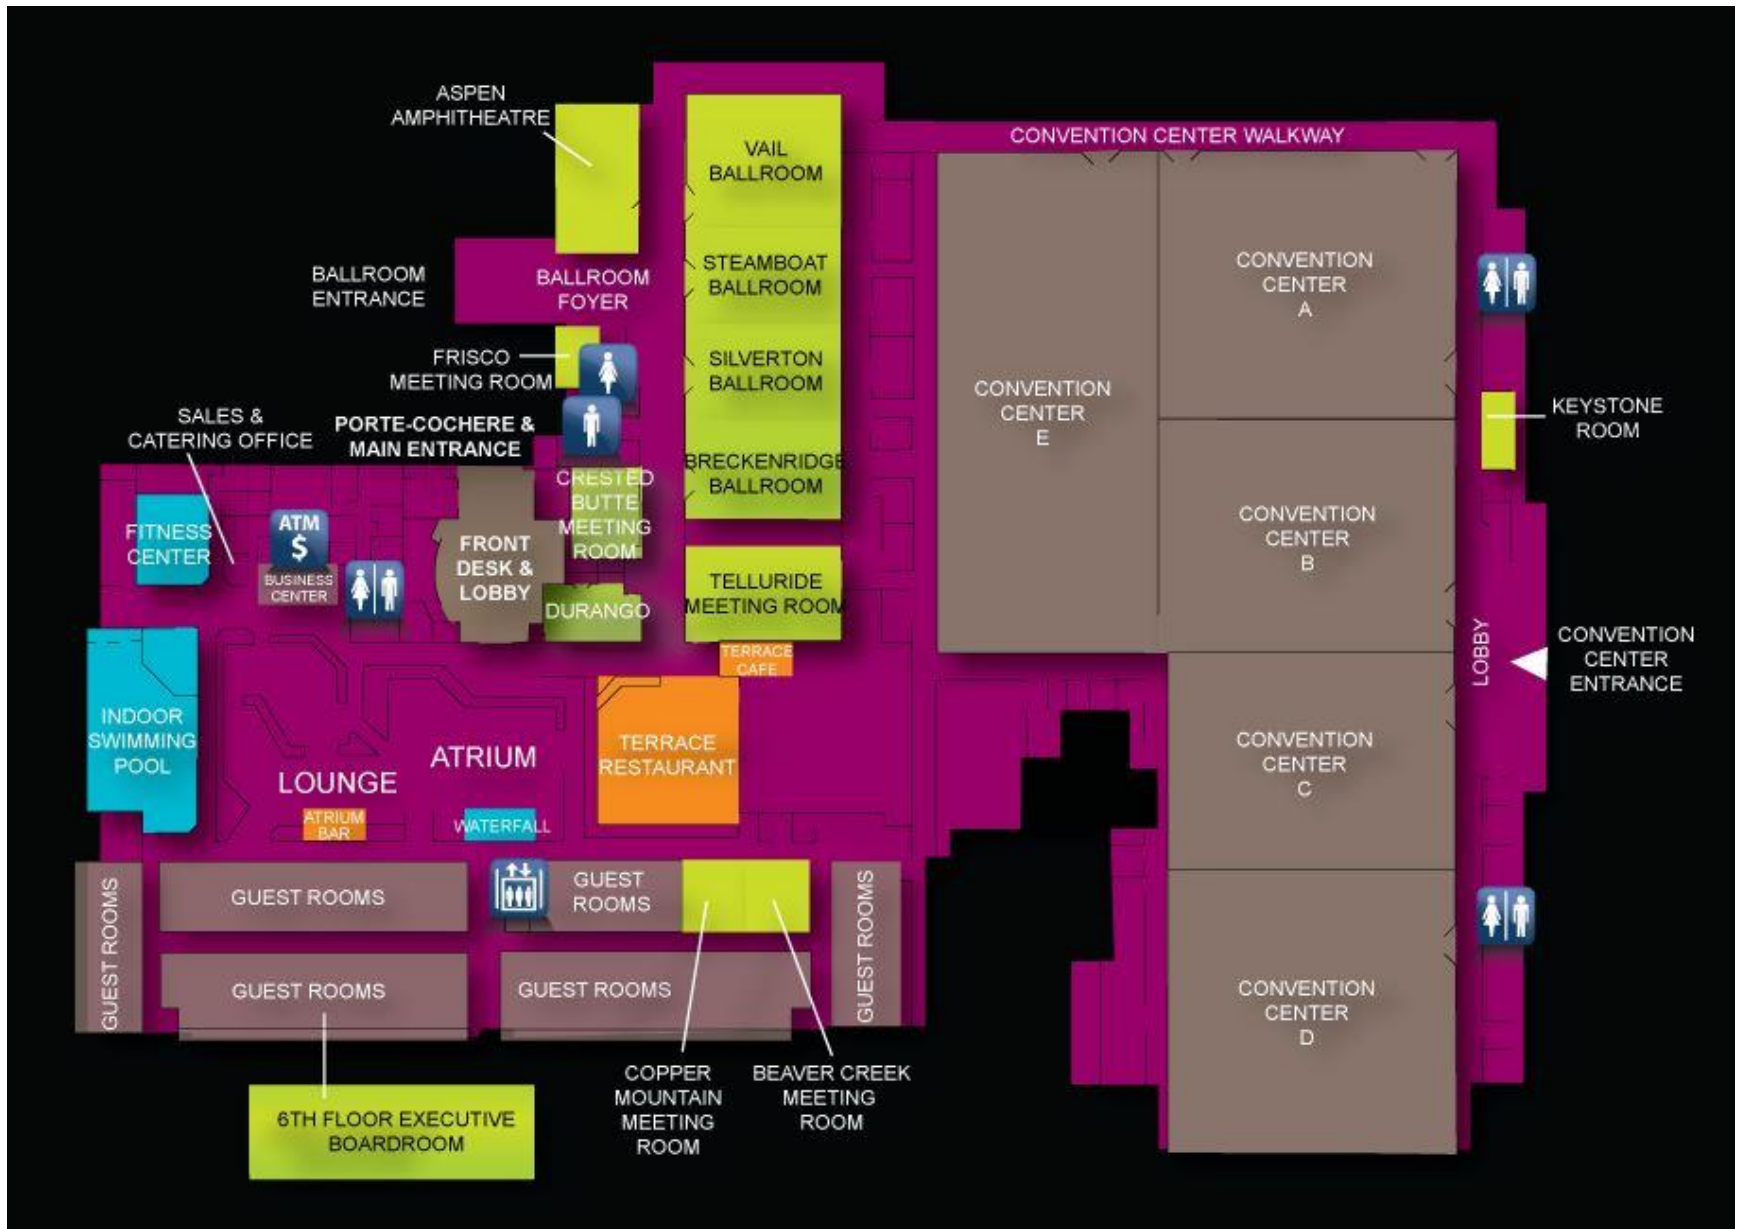 ASPEN
AMPHITHEATRE
VAIL
BALLROOM
CONVENTION CENTER WALKWAY
BALLROOM
ENTRANCE
BALLROOM
FOYER
STEAMBOAT
BALLROOM
CONVENTION
CENTER
A
FRISCO
MEETING ROOM
SILVERTON
BALLROOM
CONVENTION
CENTER
E
KEYSTONE
ROOM
SALES &
CATERING OFFICE
PORTE-COCHERE &
MAIN ENTRANCE
BRECKENRIDGE
BALLROOM
CRESTED
BUTTE
MEETING
ROOM
FITNESS
CENTER
ATM
$
BUSINESS
CENTER
FRONT
DESK &
LOBBY
CONVENTION
CENTER
B
DURANGO
TELLURIDE
MEETING ROOM
TERRACE
CAFE
LOBBY
CONVENTION
CENTER
ENTRANCE
INDOOR
SWIMMING
POOL
LOUNGE
ATRIUM
TERRACE
RESTAURANT
CONVENTION
CENTER
C
ATRIUM
BAR
WATERFALL
GUEST ROOMS
GUEST ROOMS
GUEST
ROOMS
GUEST ROOMS
GUEST ROOMS
GUEST ROOMS
CONVENTION
CENTER
D
COPPER
MOUNTAIN
MEETING
ROOM
BEAVER CREEK
MEETING
ROOM
6TH FLOOR EXECUTIVE
BOARDROOM